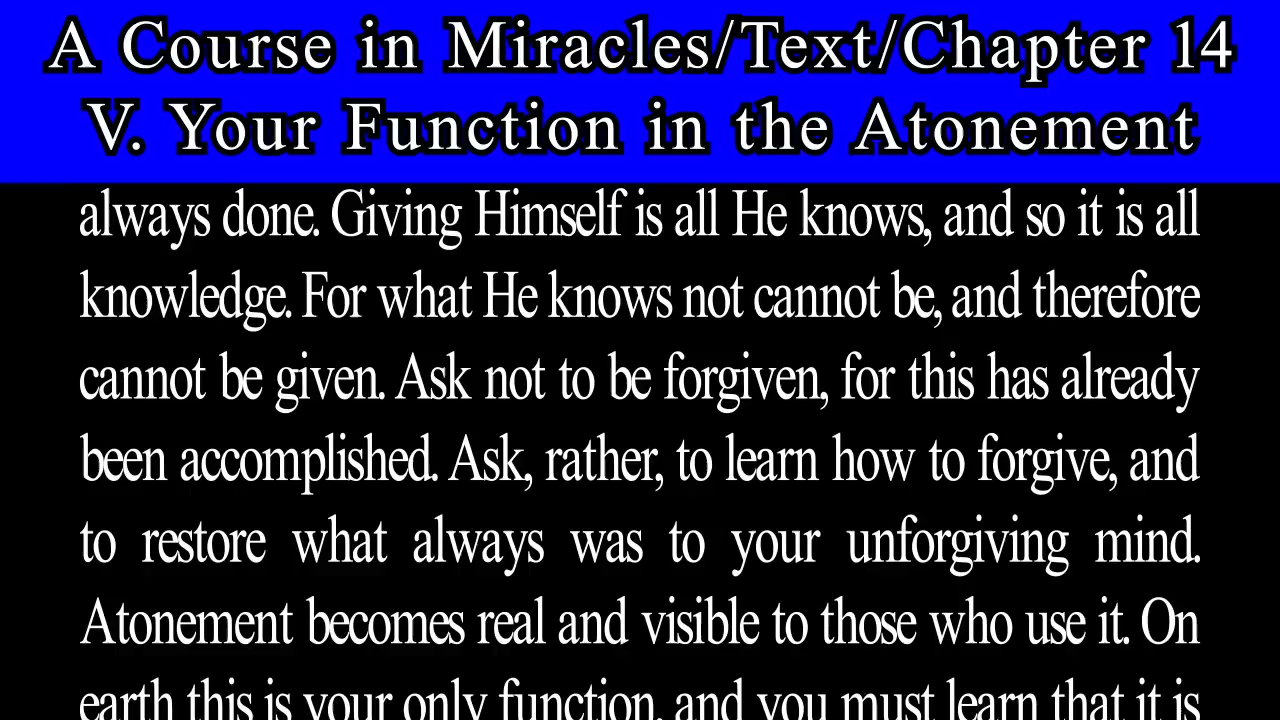 A Course in Miracles/Text/Chapter 14
V. Your Function in the Atonement
always done. Giving Himself is all He knows, and so it is all
knowledge. For what He knows not cannot be, and therefore
cannot be given. Ask not to be forgiven, for this has already
been accomplished. Ask, rather, to learn how to forgive, and
to restore what always was to your unforgiving mind.
Atonement becomes real and visible to those who use it. On
earth this is your only function, and you must learn that it is